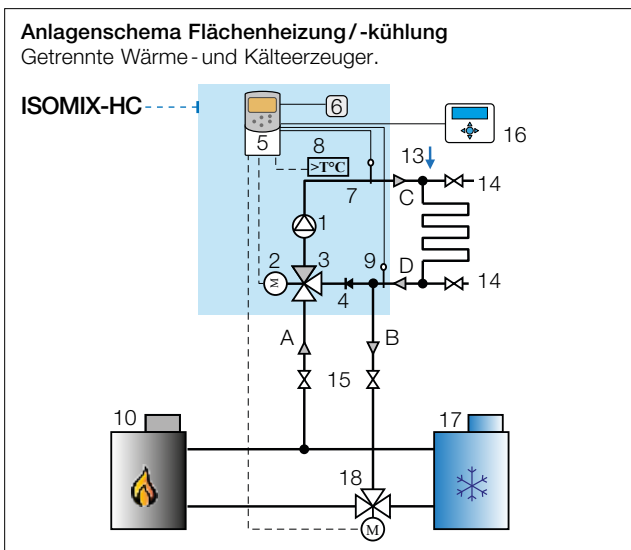 Anlagenschema Flächenheizung/-kühlung
Getrennte Wärme- und Kälteerzeuger.
ISOMIX-HC
6
5
16
8
>T°C
13
7
C
14
1
2
M
3
9
D
4
14
A
B
15
10
17
18
M